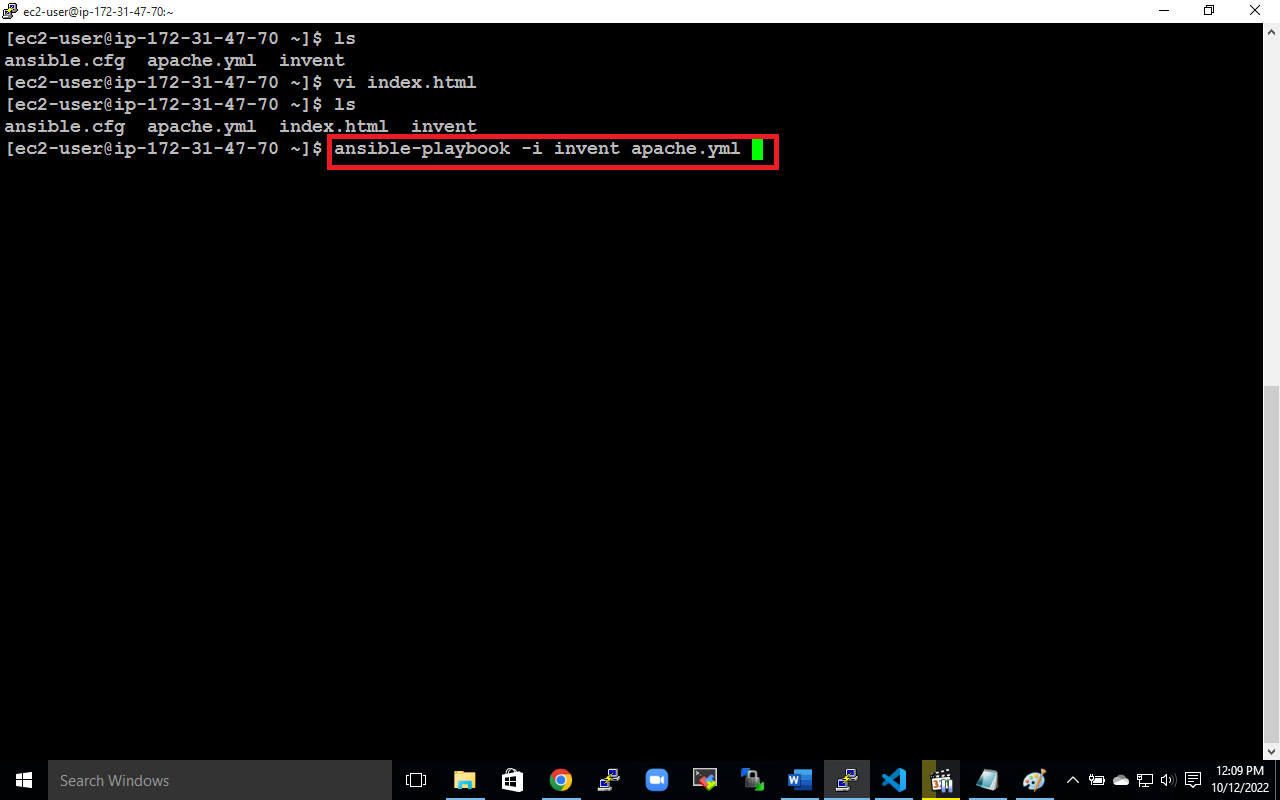 ec2-user@ip-172-31-47-70:~
[ec2-user@ip-172-31-47-70 ~]$ ls
ansible.cfg  apache.yml  invent
[ec2-user@ip-172-31-47-70 ~]$ vi index.html
[ec2-user@ip-172-31-47-70 ~]$ ls
ansible.cfg  apache.yml  index.html  invent
[ec2-user@ip-172-31-47-70 ~]$ ansible-playbook -i invent apache.yml
Search Windows
12:09 PM
10/12/2022